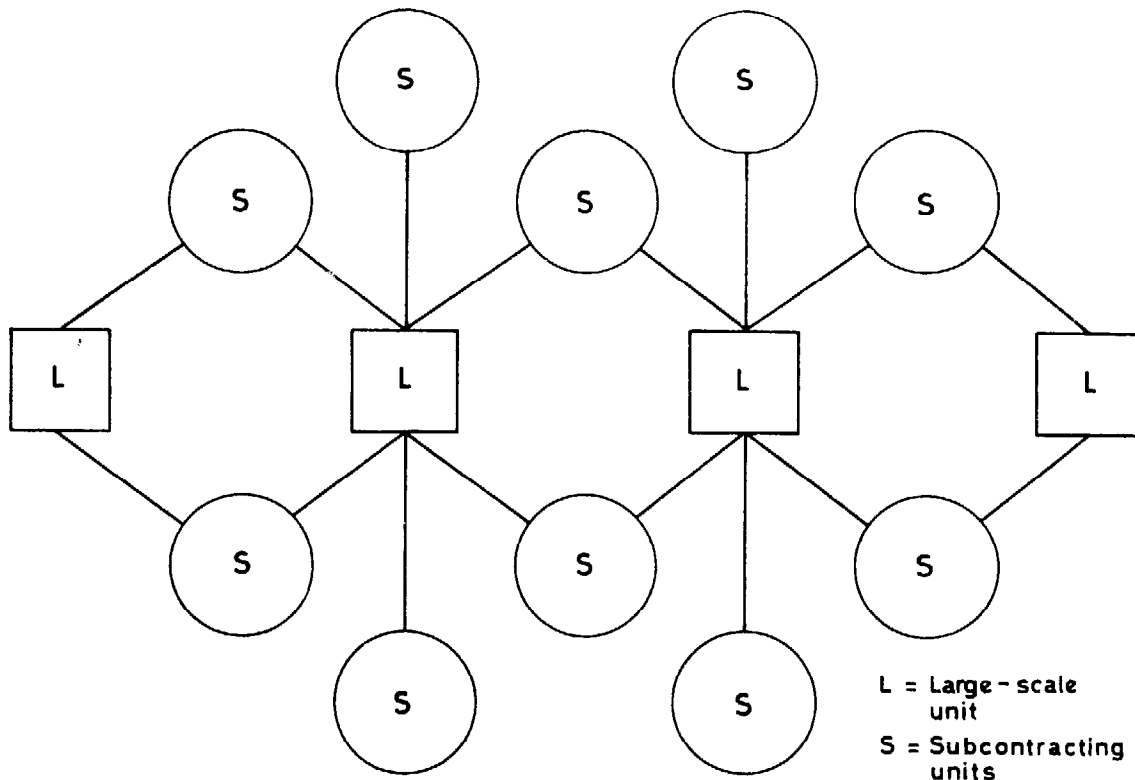 S S
S S S
L L L L
S S S
S S
L = Large-scale
unit
S = Subcontracting
units